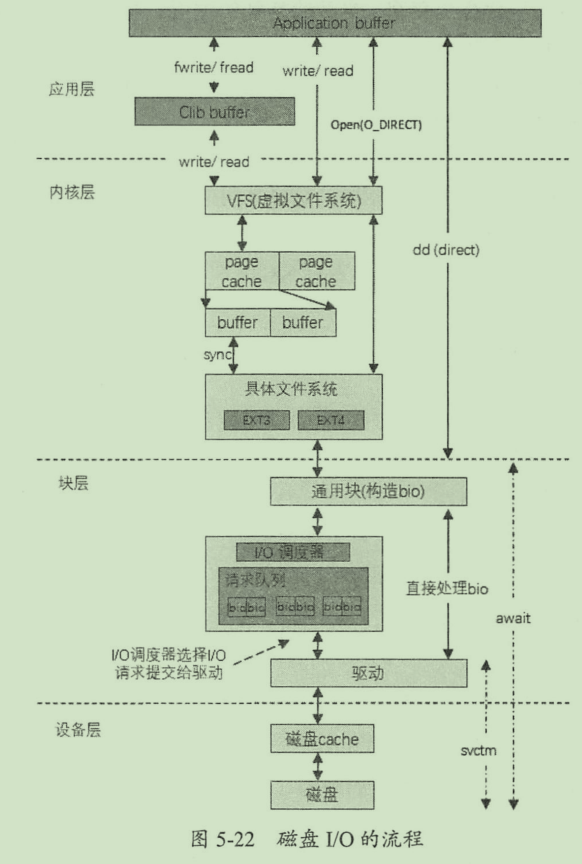 Application buffer
fwrite/ fread
write/ read
应用层
Clib buffer
Open(O_DIRECT)
write/ read
内核层
VFS(虚拟文件系统)
dd (direct)
page cache
page cache
buffer
buffer
sync
具体文件系统
EXT3
EXT4
块层
通用块(构造bio)
I/O 调度器
请求队列
bio bio
bio bio
bio bio
直接处理bio
await
I/O调度器选择I/O
请求提交给驱动
驱动
设备层
磁盘cache
svctm
磁盘
图 5-22 磁盘 I/O 的流程